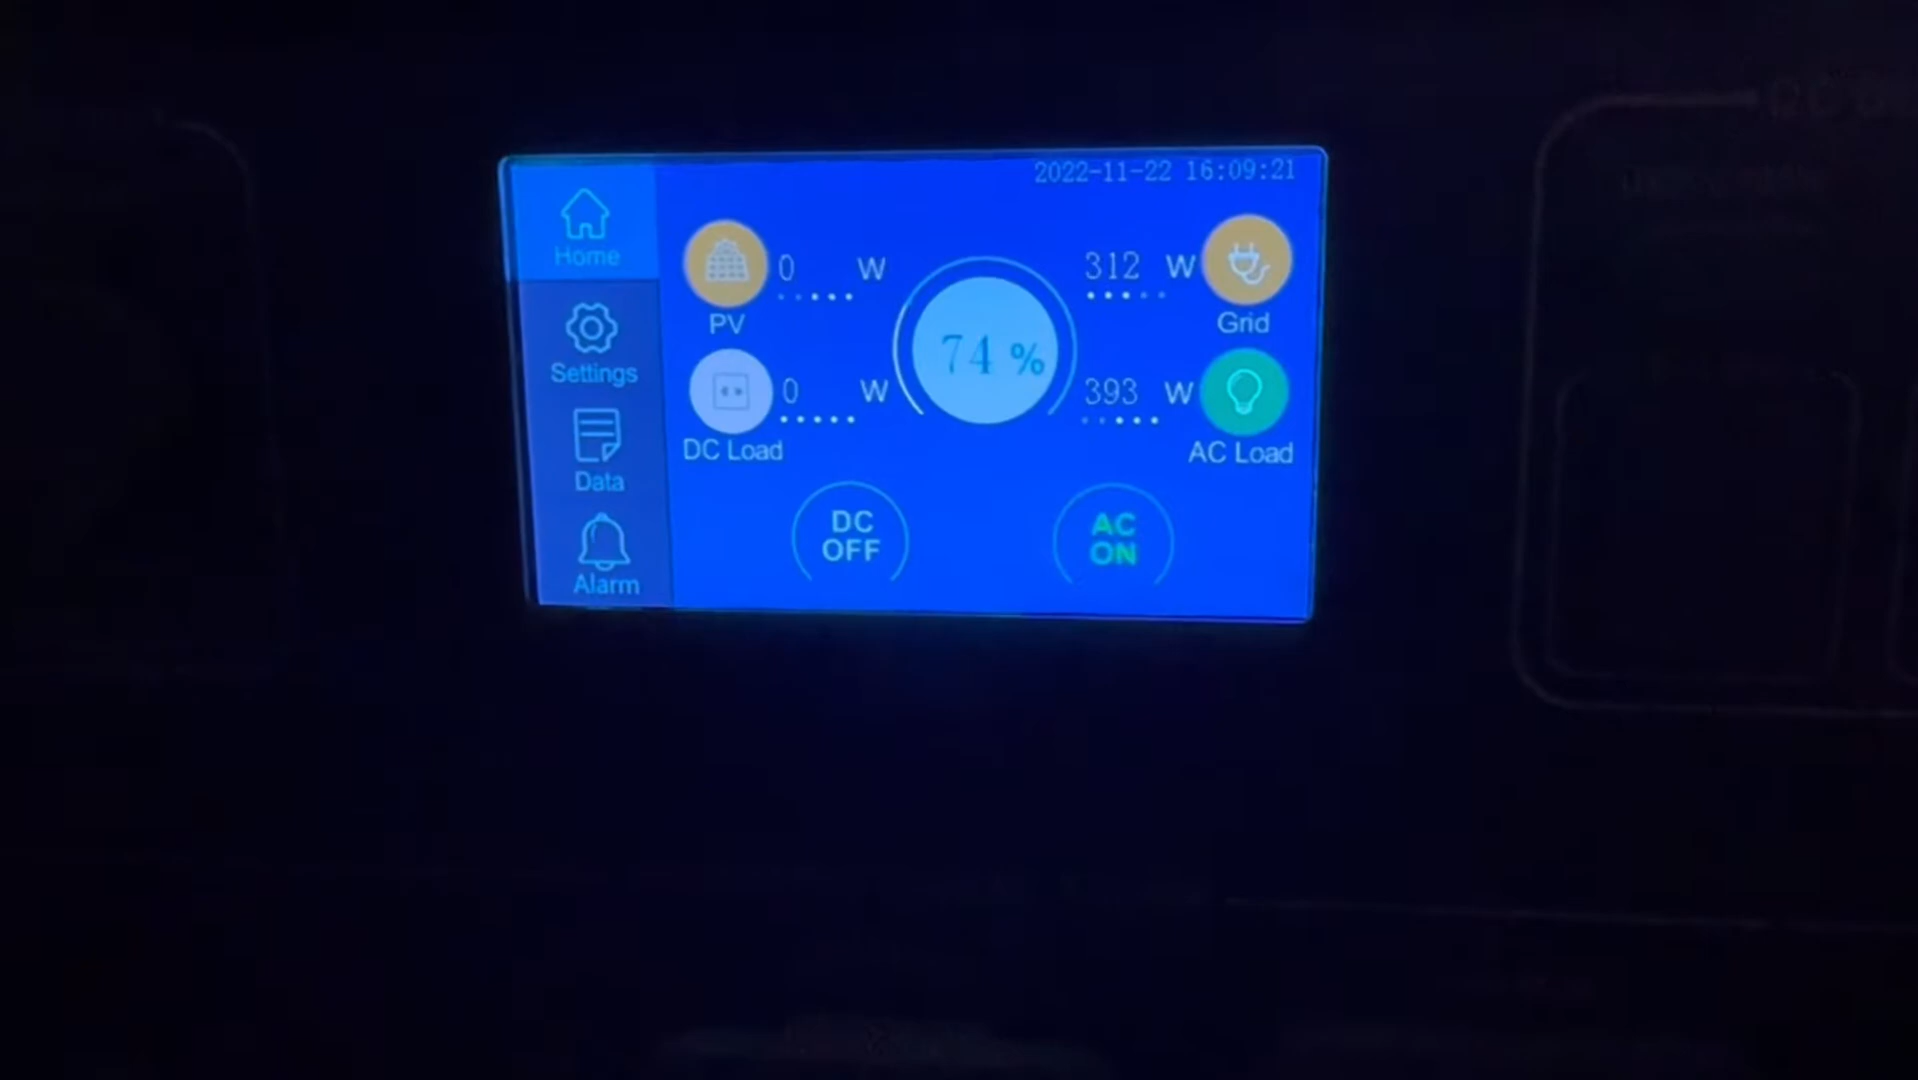 2022-11-22 16:09:21
Home
Settings
Data
Alarm
0 W
PV
312 W
Grid
74 %
0 W
DC Load
393 W
AC Load
DC
OFF
AC
ON